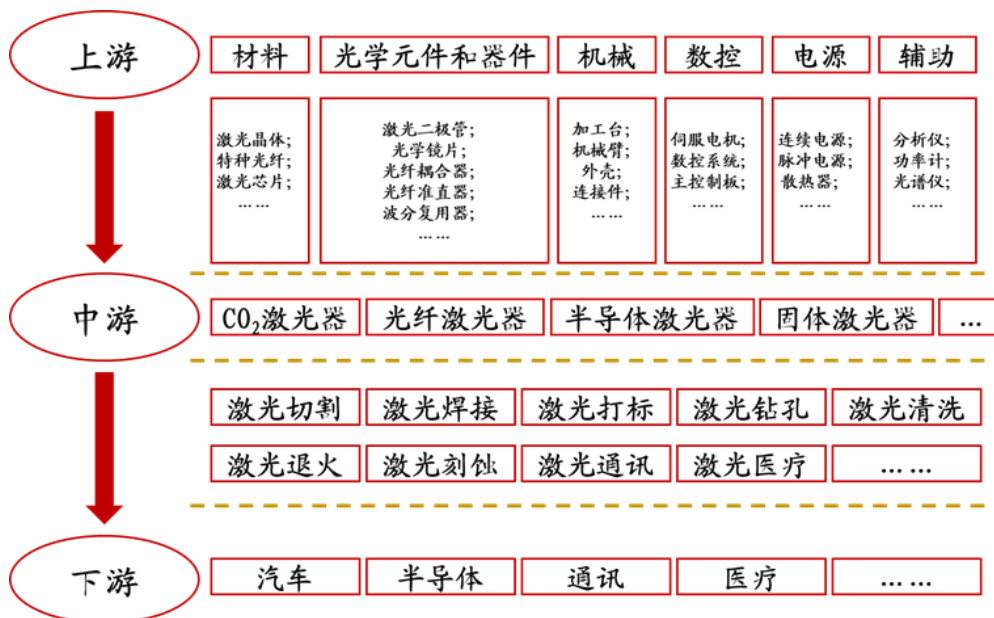 上游
材料
光学元件和器件
机械
数控
电源
辅助
激光晶体;
特种光纤;
激光芯片;
……
激光二极管;
光学镜片;
光纤耦合器;
光纤准直器;
波分复用器;
……
加工台;
机械臂;
外壳;
连接件;
……
伺服电机;
数控系统;
主控制板;
……
连续电源;
脉冲电源;
散热器;
……
分析仪;
功率计;
光谱仪;
……
中游
CO₂激光器
光纤激光器
半导体激光器
固体激光器
…
激光切割
激光焊接
激光打标
激光钻孔
激光清洗
激光退火
激光刻蚀
激光通讯
激光医疗
……
下游
汽车
半导体
通讯
医疗
……